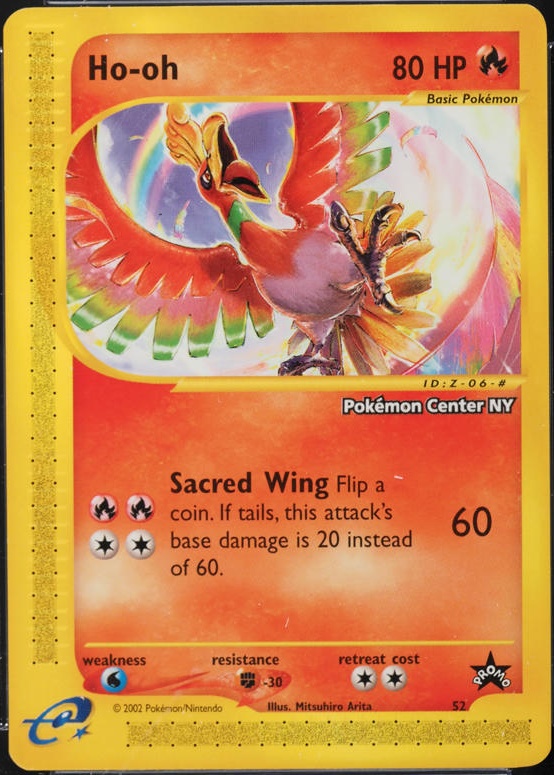 Ho-oh 80 HP
Basic Pokémon
ID:Z-06-#
Pokémon Center NY
Sacred Wing Flip a
coin. If tails, this attack's
base damage is 20 instead
of 60.
60
weakness resistance retreat cost
-30
PROMO
© 2002 Pokémon/Nintendo Illus. Mitsuhiro Arita 52
e